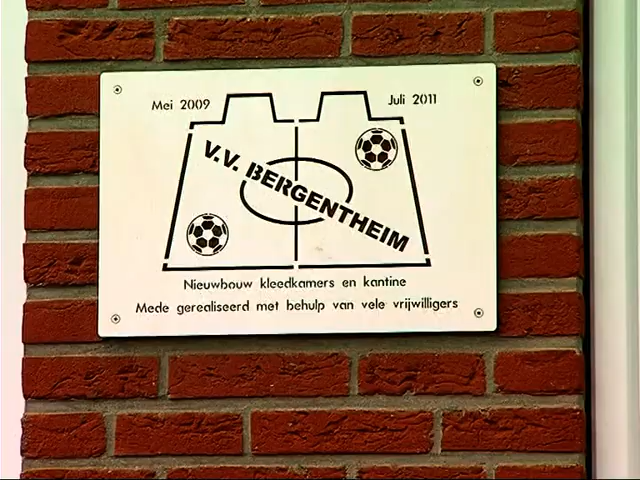 Mei 2009
Juli 2011
V.V. BERGENTHEIM
Nieuwbouw kleedkamers en kantine
Mede gerealiseerd met behulp van vele vrijwilligers